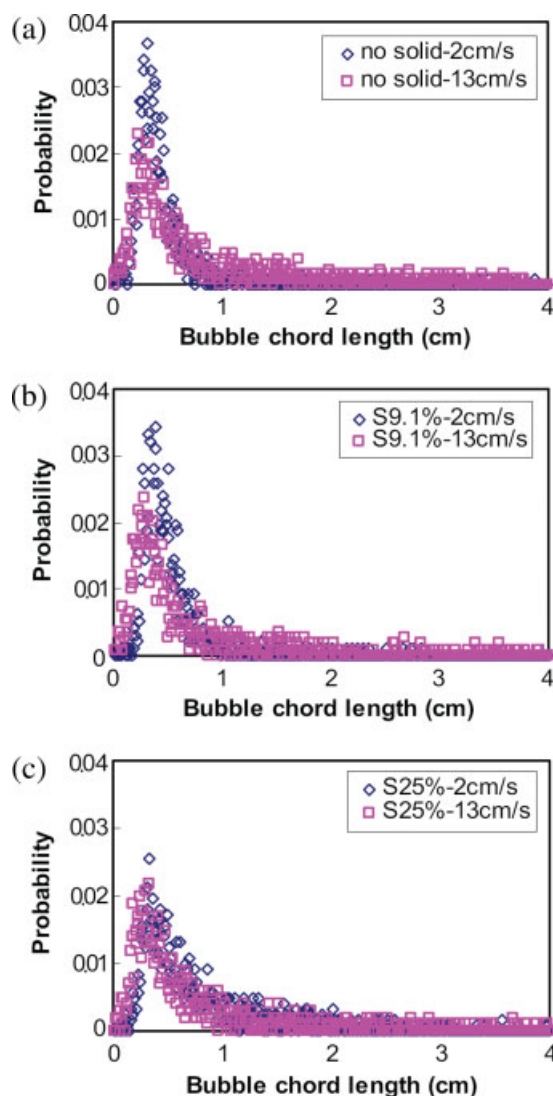 (a)
0.04
0.03
0.02
0.01
0
Probability
no solid-2cm/s
no solid-13cm/s
0 1 2 3 4
Bubble chord length (cm)
(b)
0.04
0.03
0.02
0.01
0
Probability
S9.1%-2cm/s
S9.1%-13cm/s
0 1 2 3 4
Bubble chord length (cm)
(c)
0.04
0.03
0.02
0.01
0
Probability
S25%-2cm/s
S25%-13cm/s
0 1 2 3 4
Bubble chord length (cm)